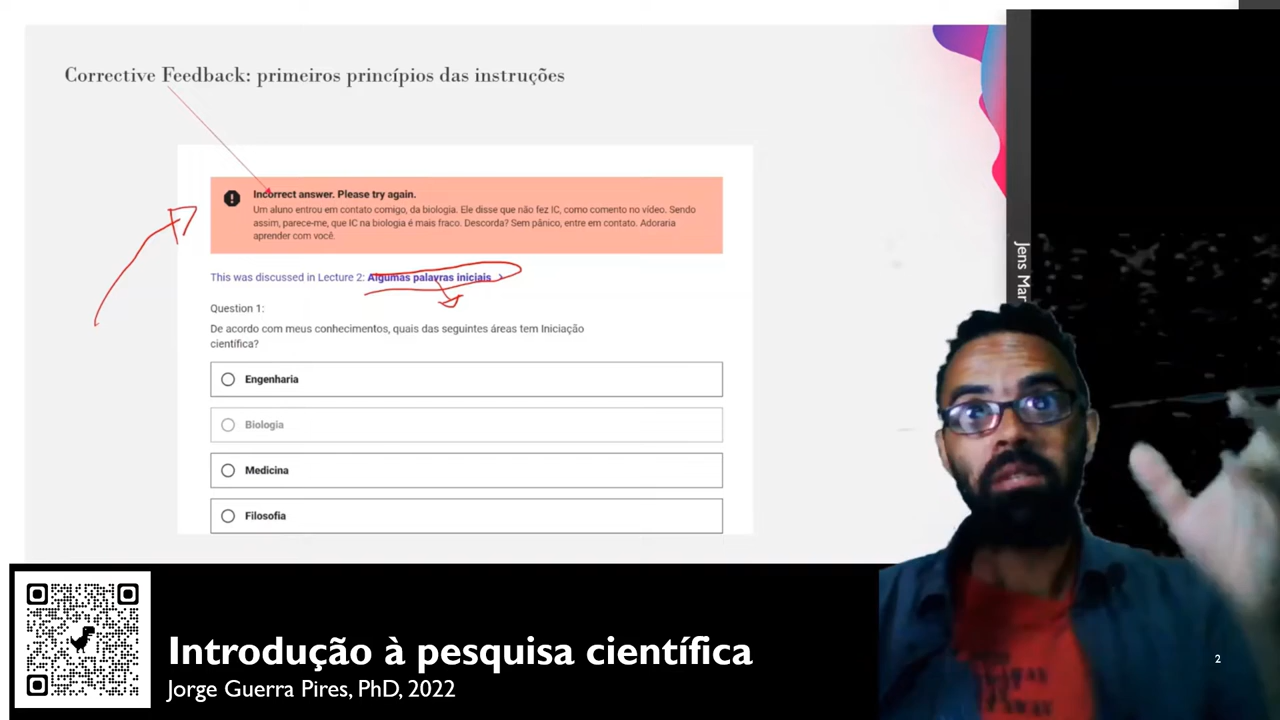 Corrective Feedback: primeiros princípios das instruções
Incorrect answer. Please try again.
Um aluno entrou em contato comigo, da biologia. Ele disse que não fez IC, como comento no vídeo. Sendo
assim, parece-me, que IC na biologia é mais fraco. Descorda? Sem pânico, entre em contato. Adoraria
aprender com você.
This was discussed in Lecture 2: Algumas palavras iniciais >
Question 1:
De acordo com meus conhecimentos, quais das seguintes áreas tem Iniciação
científica?
Engenharia
Biologia
Medicina
Filosofia
Jens Mar
Introdução à pesquisa científica
Jorge Guerra Pires, PhD, 2022
2